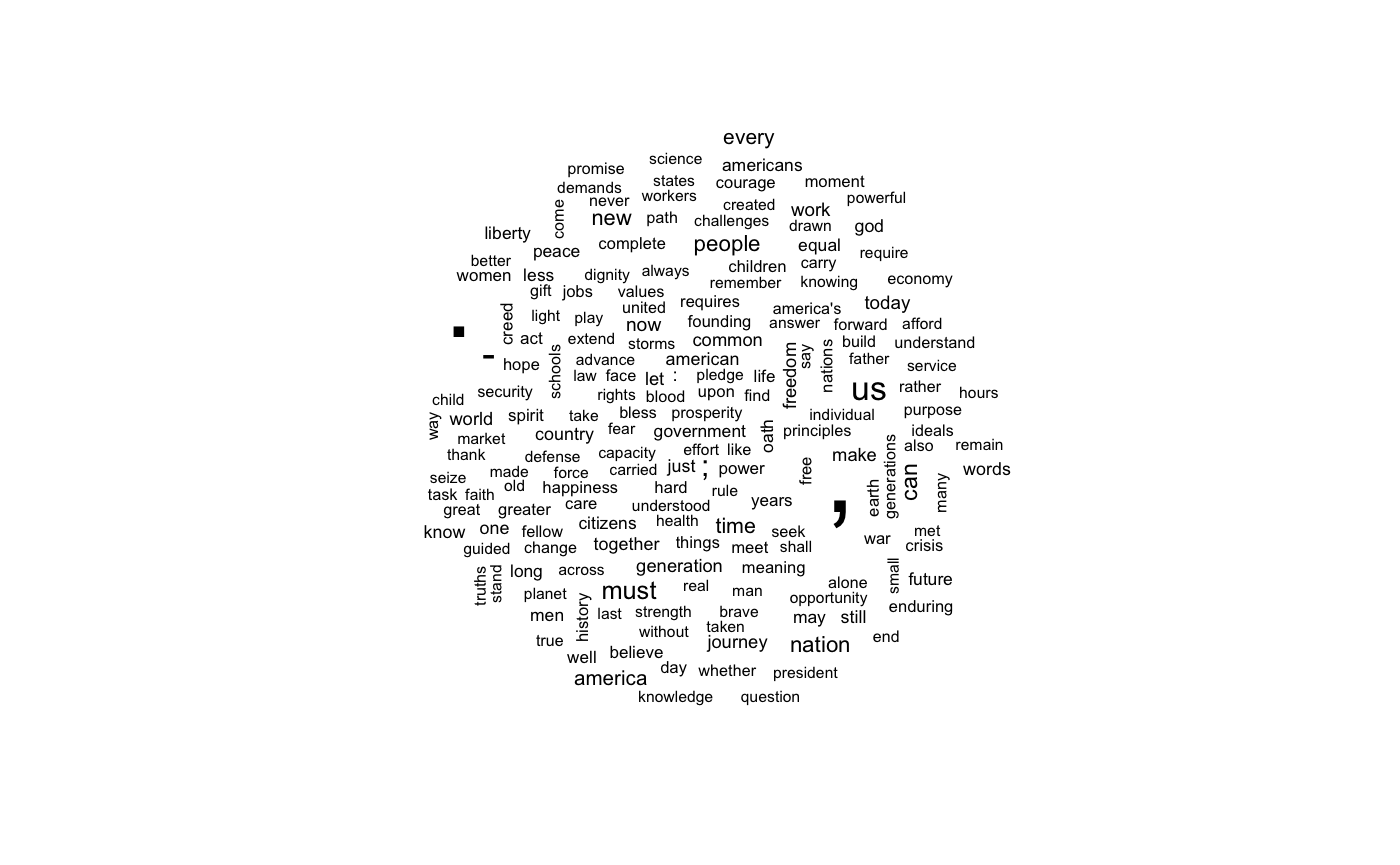 every
promise science americans
demands states courage moment
never workers created powerful
come new path challenges work drawn god
liberty peace complete people equal require
better women less dignity always children carry
gift jobs values remember knowing economy
united requires america's today
creed light play now founding answer forward afford
. act extend storms common say nations build understand
- hope schools advance american freedom father service
law face let : pledge life us rather hours
child security rights blood upon find
way world spirit take bless prosperity individual purpose
market country fear government oath principles ideals
thank defense capacity effort like make generations also remain
seize made force carried just ; power free can words
task faith old happiness hard rule earth many
great greater care understood years ,
know one fellow citizens health time seek war met
guided change together things meet shall crisis
truths stand long across generation meaning small future
planet must real man alone opportunity
men history last strength brave may still enduring
true without taken journey nation end
well believe
america day whether president
knowledge question